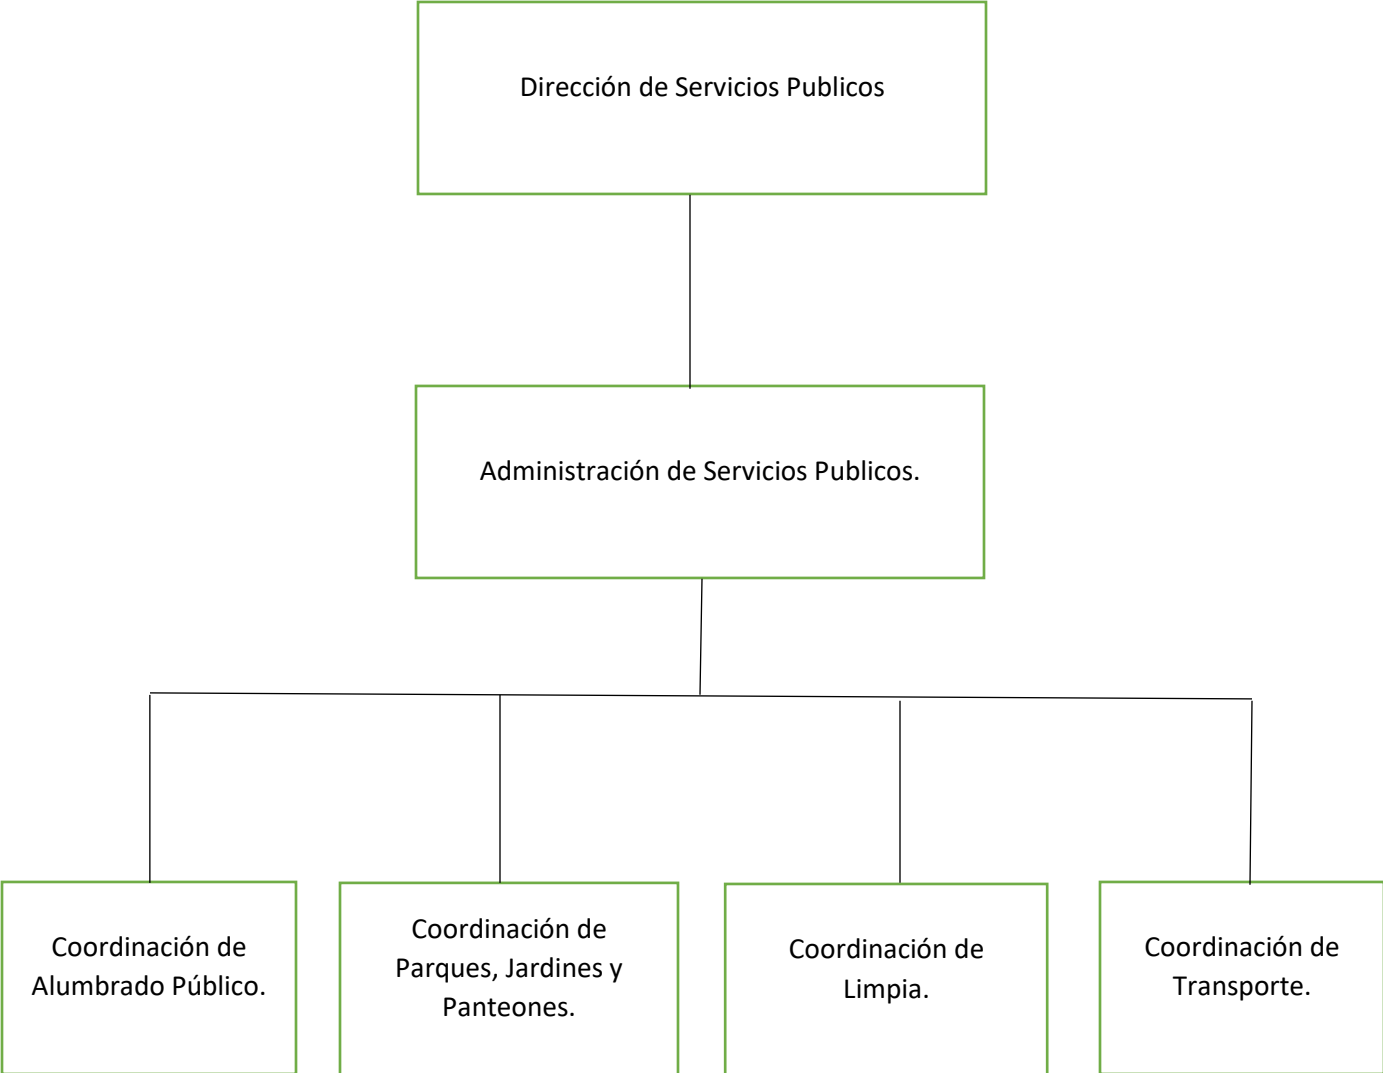 Dirección de Servicios Publicos
Administración de Servicios Publicos.
Coordinación de
Alumbrado Público.
Coordinación de
Parques, Jardines y
Panteones.
Coordinación de
Limpia.
Coordinación de
Transporte.